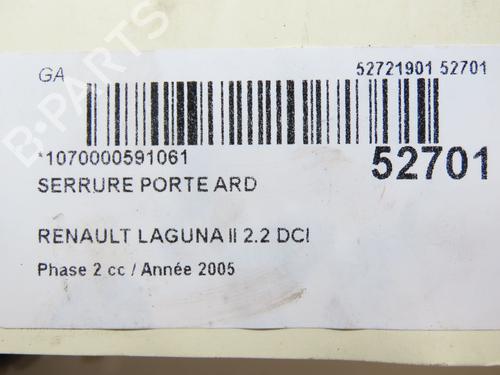 GA 52721901 52701
*1070000591061 52701
SERRURE PORTE ARD
RENAULT LAGUNA II 2.2 DCI
Phase 2 cc / Année 2005
B-PARTS